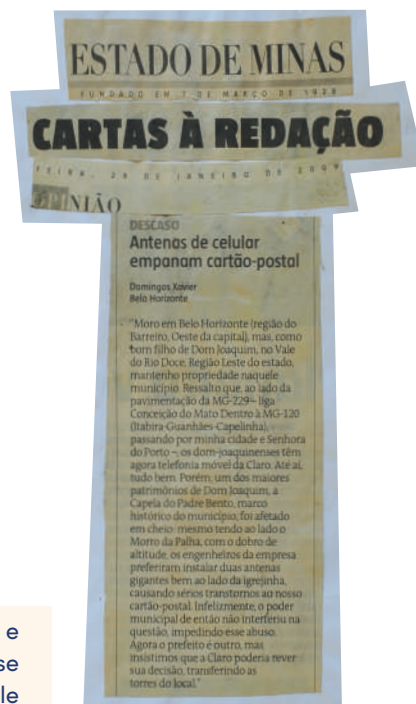 ESTADO DE MINAS
FUNDADO EM 7 DE MARÇO DE 1928
CARTAS À REDAÇÃO
FEIRA, 28 DE JANEIRO DE 2009
OPINIÃO
DESCASO
Antenas de celular
empanam cartão-postal
Domingos Xavier
Belo Horizonte
"Moro em Belo Horizonte (região do
Barreiro, Oeste da capital), mas, como
bom filho de Dom Joaquim, no Vale
do Rio Doce, Região Leste do estado,
mantenho propriedade naquele
município. Ressalto que, ao lado da
pavimentação da MG-229 – liga
Conceição do Mato Dentro à MG-120
(Itabira-Guanhães-Capelinha),
passando por minha cidade e Senhora
do Porto –, os dom-joaquinenses têm
agora telefonia móvel da Claro. Até aí,
tudo bem. Porém, um dos maiores
patrimônios de Dom Joaquim, a
Capela do Padre Bento, marco
histórico do município, foi afetado
em cheio: mesmo tendo ao lado o
Morro da Palha, com o dobro de
altitude, os engenheiros da empresa
preferiram instalar duas antenas
gigantes bem ao lado da igrejinha,
causando sérios transtornos ao nosso
cartão-postal. Infelizmente, o poder
municipal de então não interferiu na
questão, impedindo esse abuso.
Agora o prefeito é outro, mas
insistimos que a Claro poderia rever
sua decisão, transferindo as
torres do local."
e
se
le